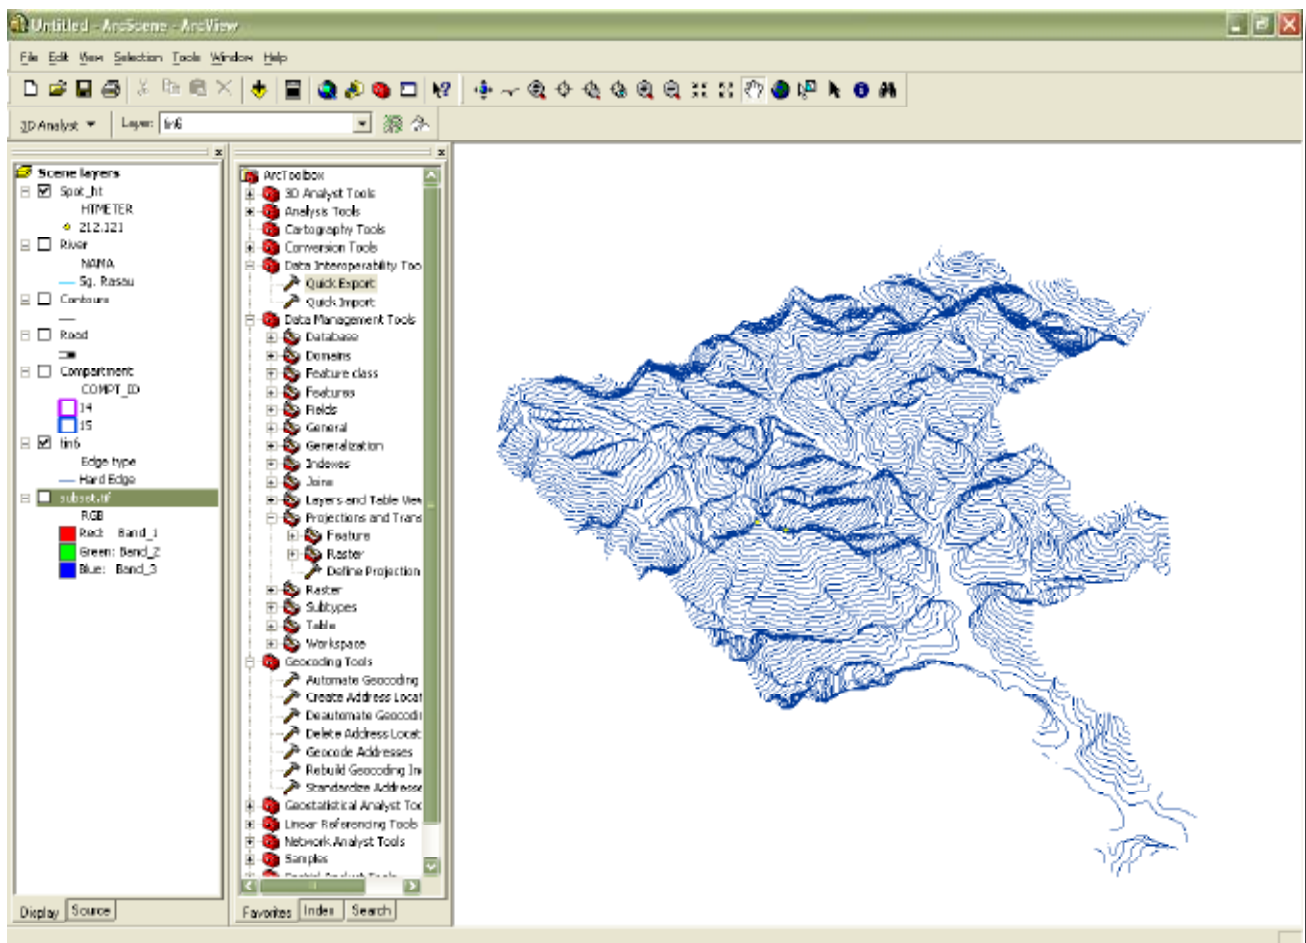 Untitled - ArcScene - ArcView
File Edit View Selection Tools Window Help
3D Analyst Layer: tin6
Scene layers
Spot_ht
HTMETER
212.121
River
NAMA
Sg. Rasau
Contours
Road
Compartment
COMPT_ID
14
15
tin6
Edge type
Hard Edge
subset.tif
RGB
Red: Band_1
Green: Band_2
Blue: Band_3
Display Source
ArcToolbox
3D Analyst Tools
Analysis Tools
Cartography Tools
Conversion Tools
Data Interoperability Too
Quick Export
Quick Import
Data Management Tools
Database
Domains
Feature class
Features
Fields
General
Generalization
Indexes
Joins
Layers and Table View
Projections and Trans
Feature
Raster
Define Projection
Raster
Subtypes
Table
Workspace
Geocoding Tools
Automate Geocoding
Create Address Locat
Deautomate Geocodi
Delete Address Locat
Geocode Addresses
Rebuild Geocoding In
Standardize Addresse
Geostatistical Analyst Too
Linear Referencing Tools
Network Analyst Tools
Samples
Spatial Analyst Tools
Favorites Index Search